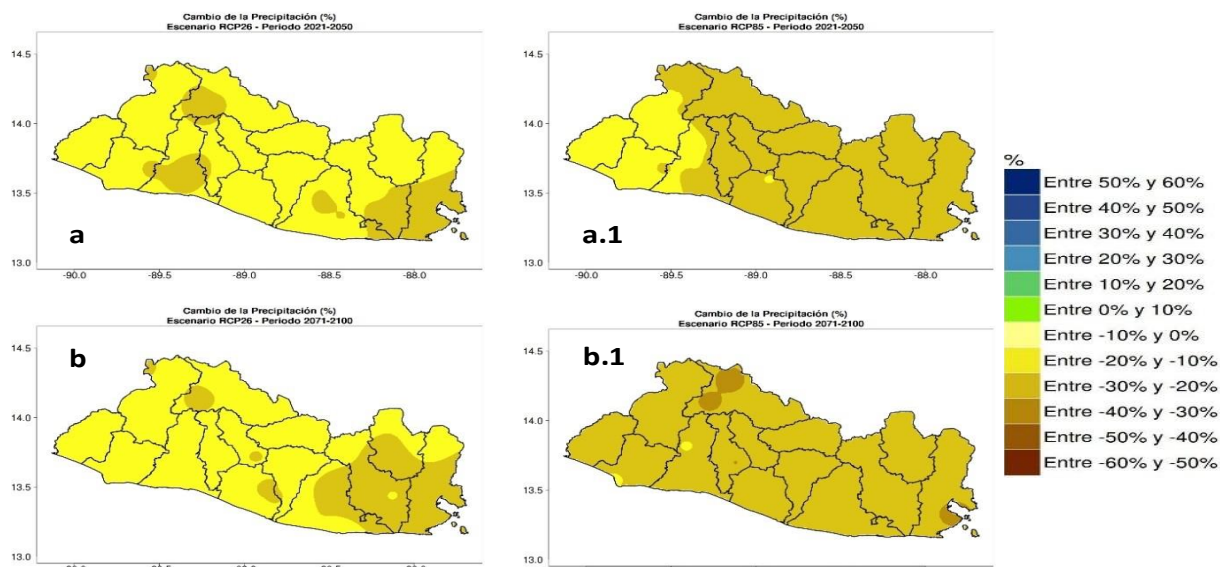 Cambio de la Precipitación (%)
Escenario RCP26 - Periodo 2021-2050
14.5
14.0
13.5
13.0
a
-90.0
-89.5
-89.0
-88.5
-88.0
Cambio de la Precipitación (%)
Escenario RCP85 - Periodo 2021-2050
14.5
14.0
13.5
13.0
a.1
-90.0
-89.5
-89.0
-88.5
-88.0
Cambio de la Precipitación (%)
Escenario RCP26 - Periodo 2071-2100
b
14.5
14.0
13.5
13.0
Cambio de la Precipitación (%)
Escenario RCP85 - Periodo 2071-2100
b.1
14.5
14.0
13.5
13.0
%
Entre 50% y 60%
Entre 40% y 50%
Entre 30% y 40%
Entre 20% y 30%
Entre 10% y 20%
Entre 0% y 10%
Entre -10% y 0%
Entre -20% y -10%
Entre -30% y -20%
Entre -40% y -30%
Entre -50% y -40%
Entre -60% y -50%